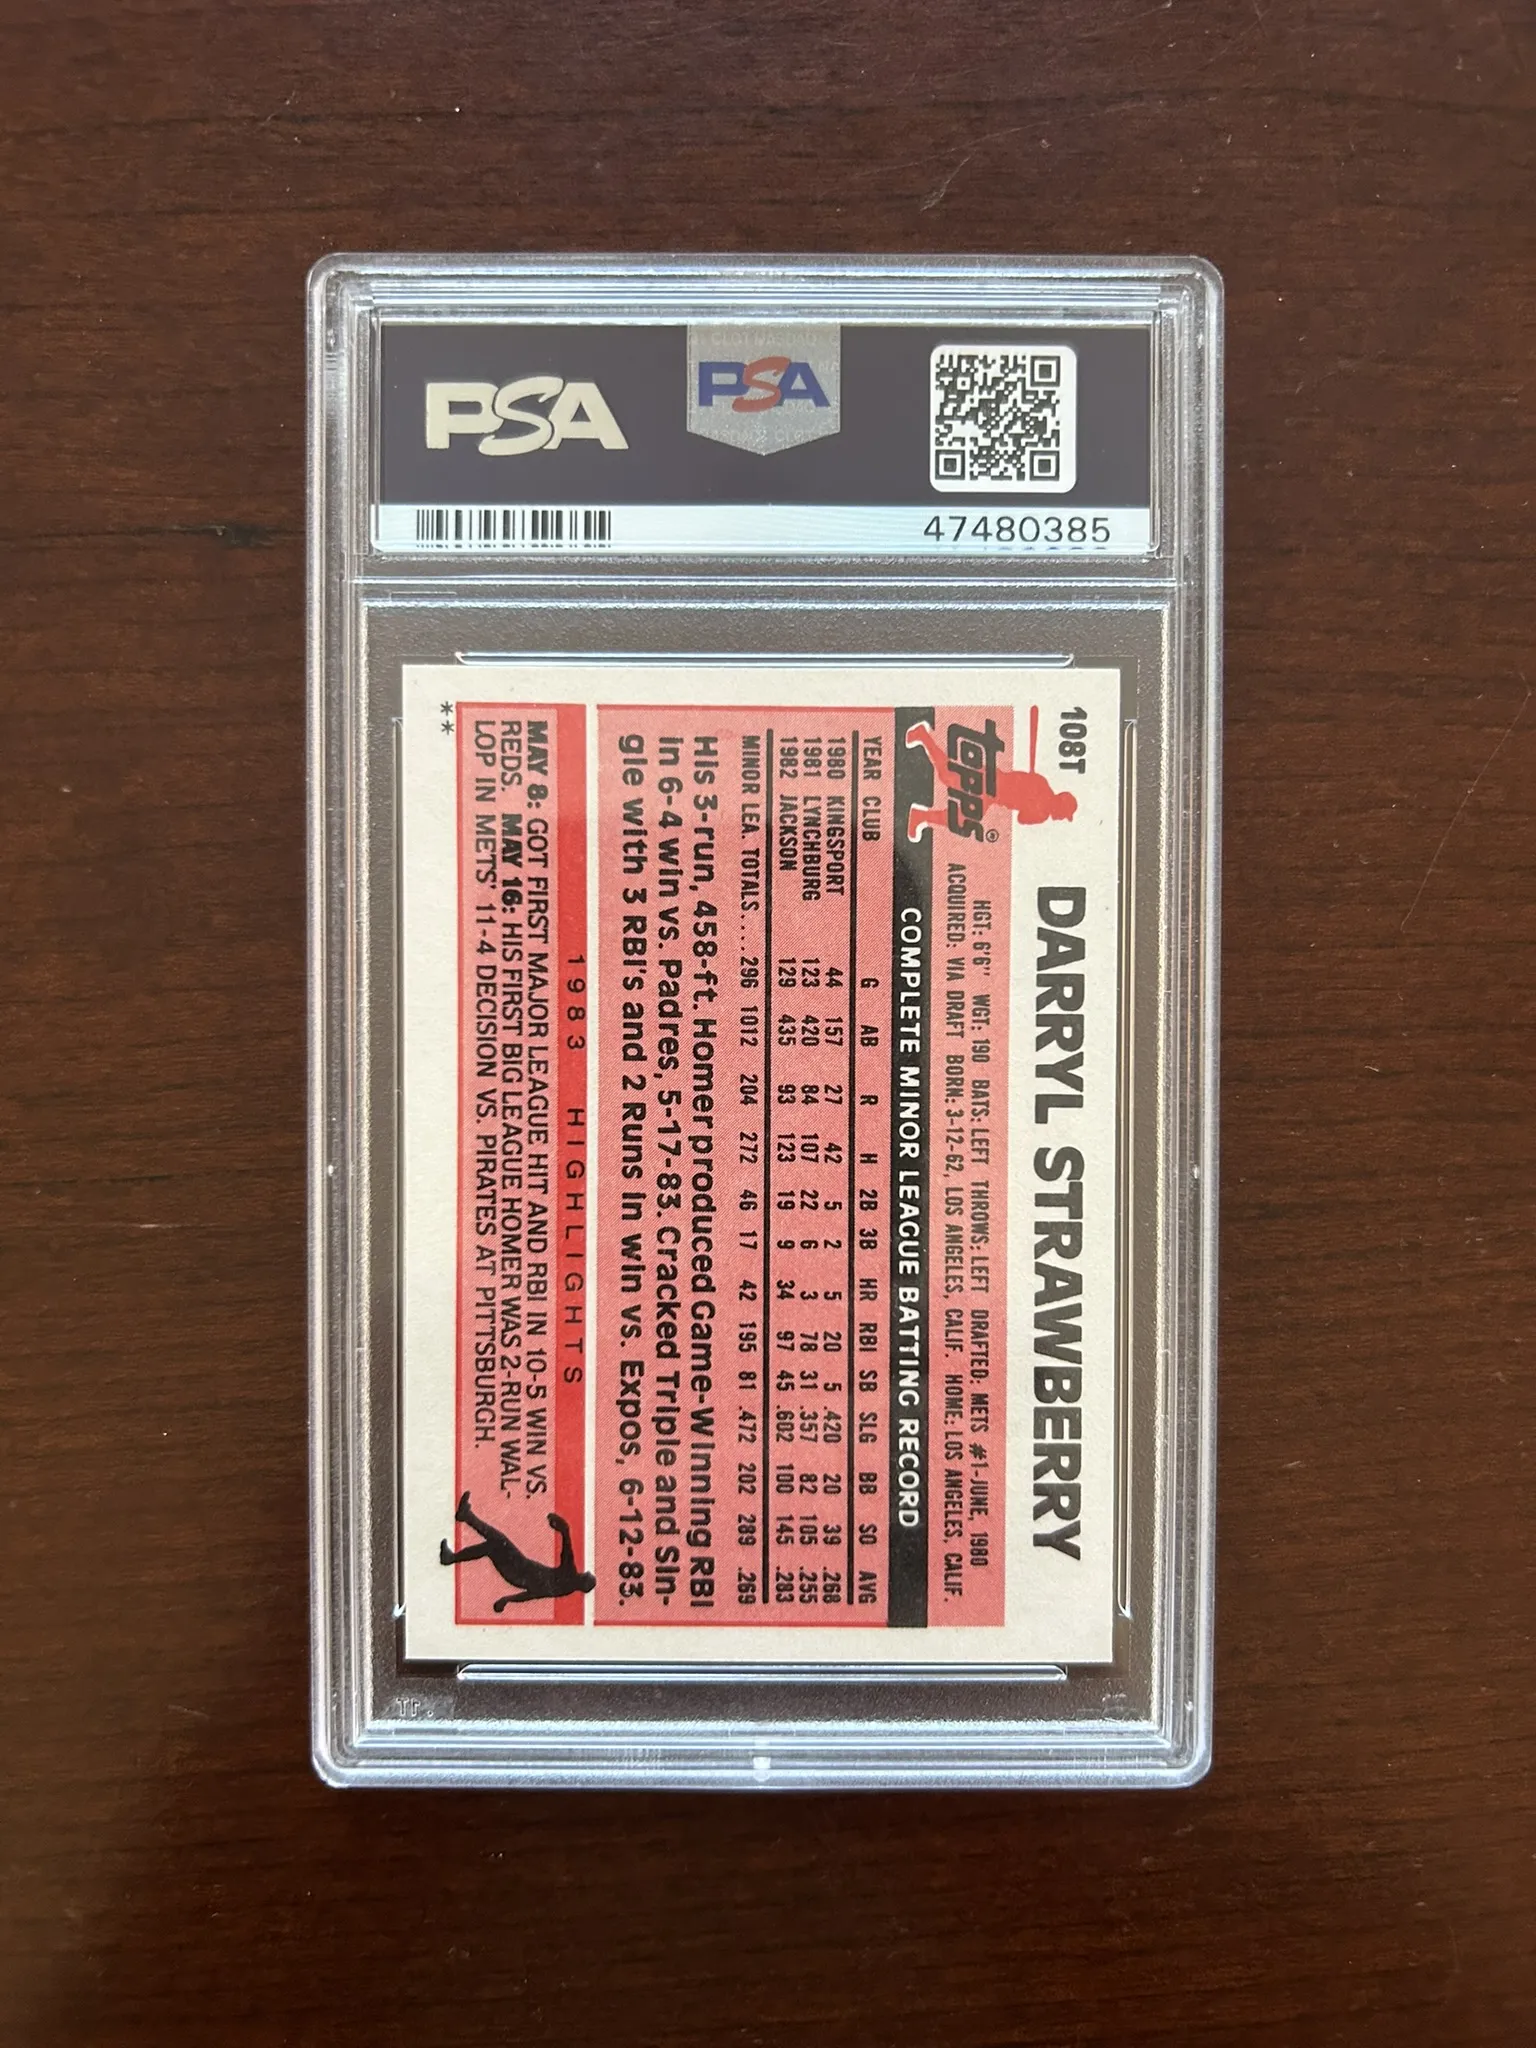 PSA
PSA
47480385
108T
DARRYL STRAWBERRY
TOPPS®
HGT: 6'6" WGT: 190 BATS: LEFT THROWS: LEFT DRAFTED: METS #1-JUNE, 1980
ACQUIRED: VIA DRAFT BORN: 3-12-62, LOS ANGELES, CALIF. HOME: LOS ANGELES, CALIF.
COMPLETE MINOR LEAGUE BATTING RECORD
YEAR CLUB G AB R H 2B 3B HR RBI SB SLG BB SO AVG
1980 KINGSPORT 44 157 27 42 5 2 5 20 5 .420 20 39 .268
1981 LYNCHBURG 123 420 84 107 22 6 3 78 31 .357 82 105 .255
1982 JACKSON 129 435 93 123 19 9 34 97 45 .602 100 145 .283
MINOR LEA. TOTALS.... 296 1012 204 272 46 17 42 195 81 .472 202 289 .269
His 3-run, 458-ft. Homer produced Game-Winning RBI
in 6-4 win vs. Padres, 5-17-83. Cracked Triple and Sin-
gle with 3 RBI's and 2 Runs in win vs. Expos, 6-12-83.
1983 HIGHLIGHTS
MAY 8: GOT FIRST MAJOR LEAGUE HIT AND RBI IN 10-5 WIN VS.
REDS. MAY 16: HIS FIRST BIG LEAGUE HOMER WAS 2-RUN WAL-
LOP IN METS' 11-4 DECISION VS. PIRATES AT PITTSBURGH.
**